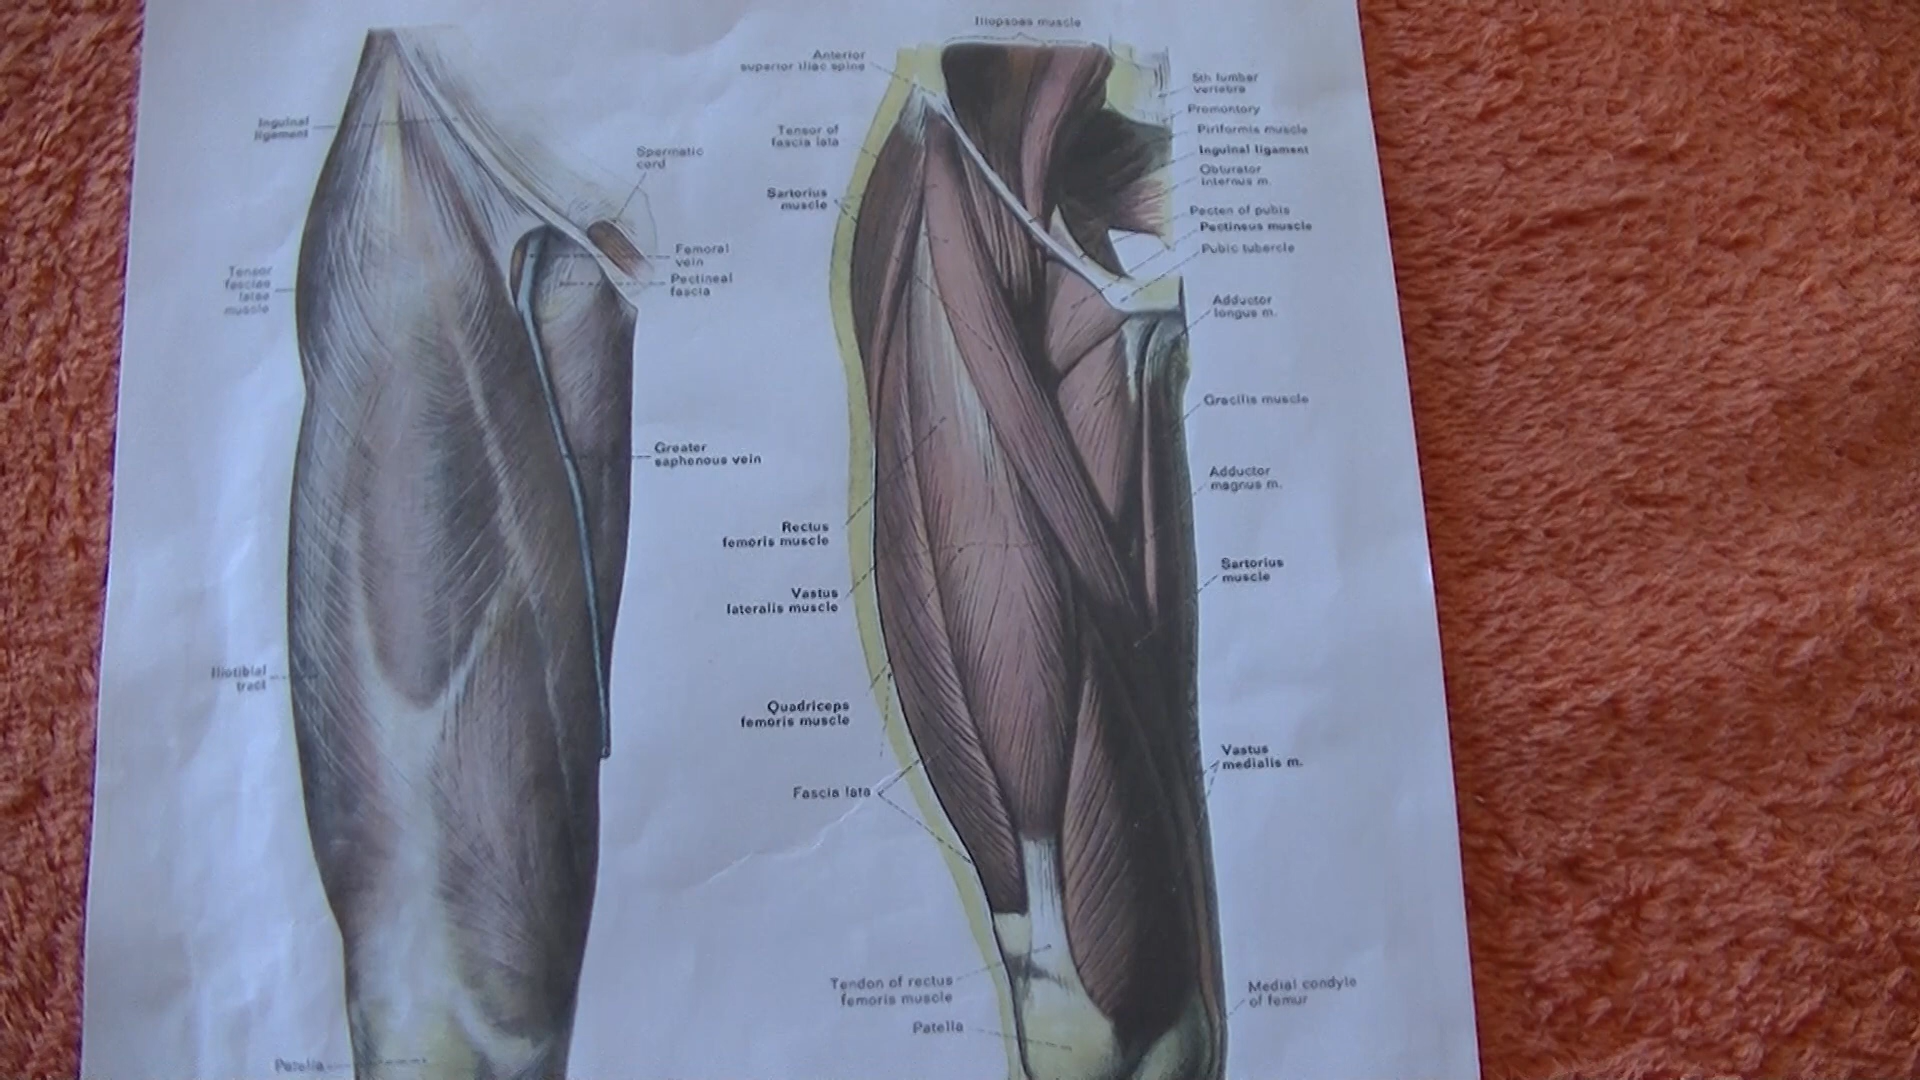 Iliopsoas muscle
Anterior
superior iliac spine
5th lumbar
vertebra
Promontory
Inguinal
ligament
Tensor of
fascia lata
Piriformis muscle
Inguinal ligament
Spermatic
cord
Obturator
internus m.
Sartorius
muscle
Pecten of pubis
Pectineus muscle
Pubic tubercle
Femoral
vein
Pectineal
fascia
Tensor
fasciae
latae
muscle
Adductor
longus m.
Gracilis muscle
Greater
saphenous vein
Adductor
magnus m.
Rectus
femoris muscle
Sartorius
muscle
Vastus
lateralis muscle
Iliotibial
tract
Quadriceps
femoris muscle
Vastus
medialis m.
Fascia lata
Tendon of rectus
femoris muscle
Medial condyle
of femur
Patella
Patella